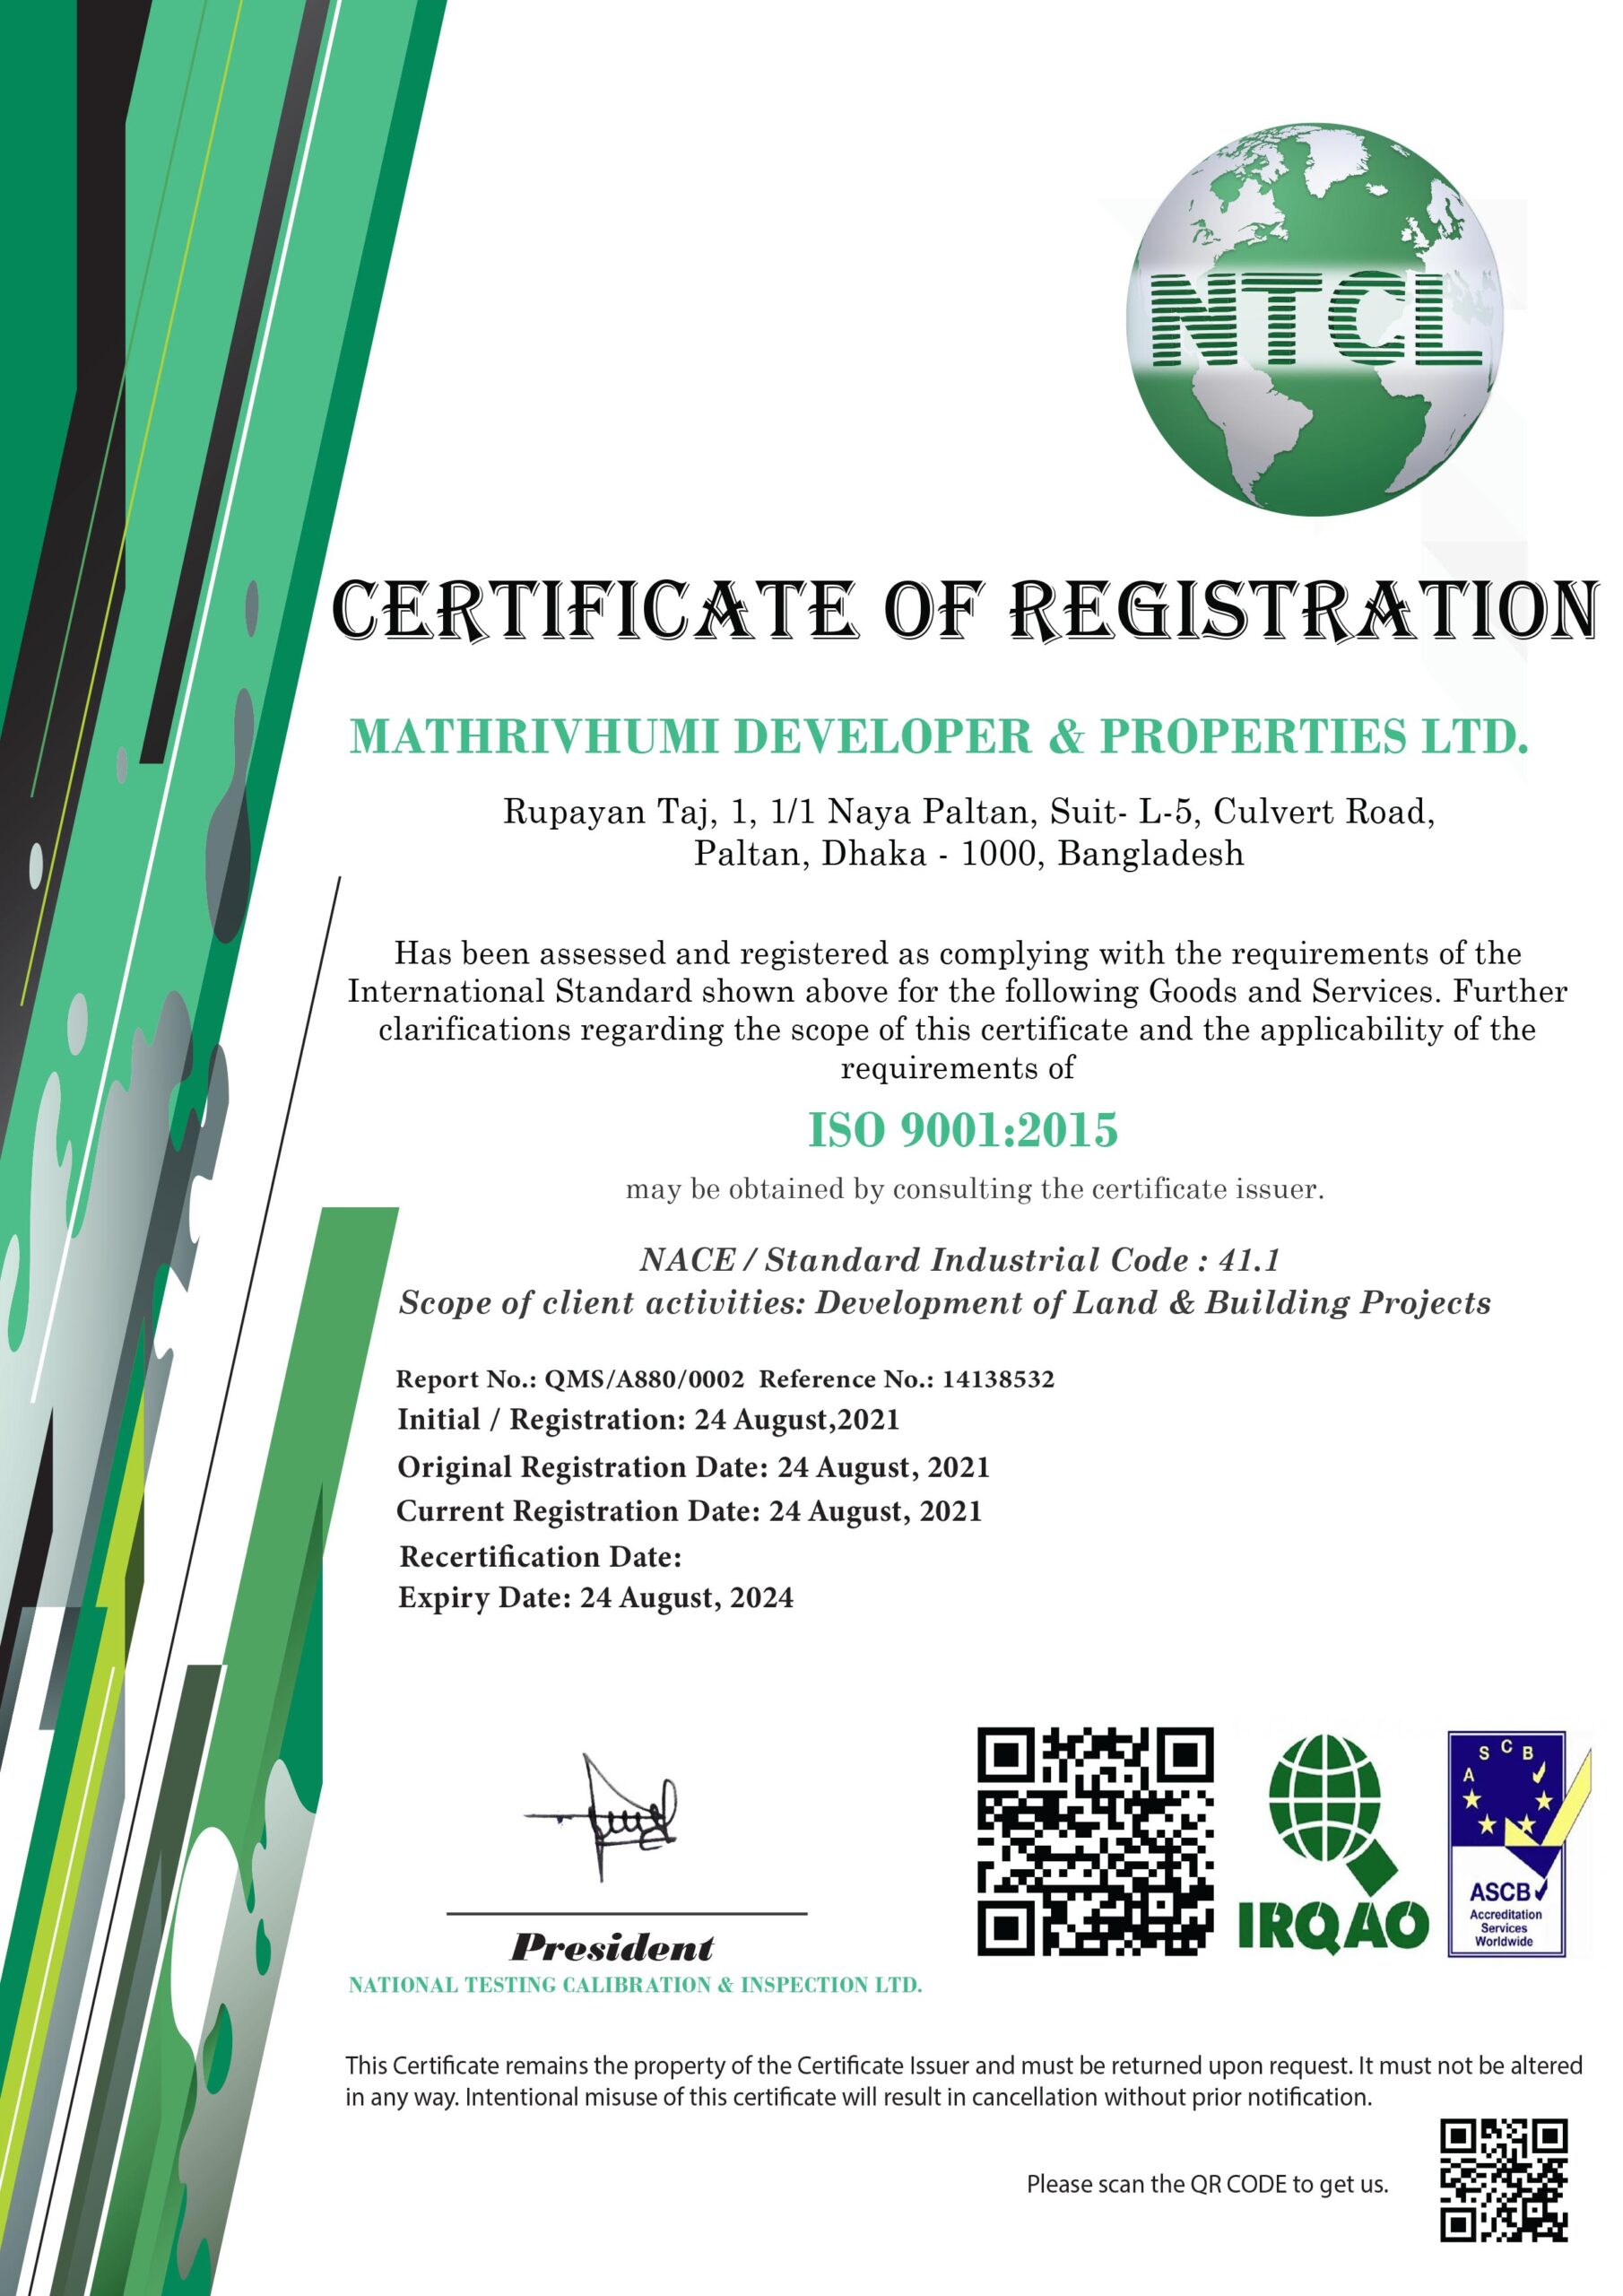 NTCL
CERTIFICATE OF REGISTRATION
MATHRIVHUMI DEVELOPER & PROPERTIES LTD.
Rupayan Taj, 1, 1/1 Naya Paltan, Suit- L-5, Culvert Road,
Paltan, Dhaka - 1000, Bangladesh
Has been assessed and registered as complying with the requirements of the
International Standard shown above for the following Goods and Services. Further
clarifications regarding the scope of this certificate and the applicability of the
requirements of
ISO 9001:2015
may be obtained by consulting the certificate issuer.
NACE / Standard Industrial Code : 41.1
Scope of client activities: Development of Land & Building Projects
Report No.: QMS/A880/0002 Reference No.: 14138532
Initial / Registration: 24 August,2021
Original Registration Date: 24 August, 2021
Current Registration Date: 24 August, 2021
Recertification Date:
Expiry Date: 24 August, 2024
President
NATIONAL TESTING CALIBRATION & INSPECTION LTD.
IRQAO
A S C B
ASCB
Accreditation
Services
Worldwide
This Certificate remains the property of the Certificate Issuer and must be returned upon request. It must not be altered
in any way. Intentional misuse of this certificate will result in cancellation without prior notification.
Please scan the QR CODE to get us.